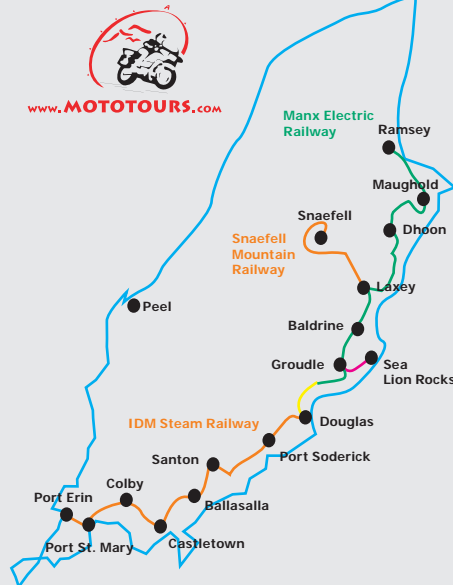 www.MOTOTOURS.com
Manx Electric
Railway
Ramsey
Maughold
Snaefell
Dhoon
Snaefell
Mountain
Railway
Laxey
Peel
Baldrine
Groudle
Sea
Lion Rocks
IDM Steam Railway
Douglas
Port Soderick
Santon
Colby
Port Erin
Ballasalla
Port St. Mary
Castletown